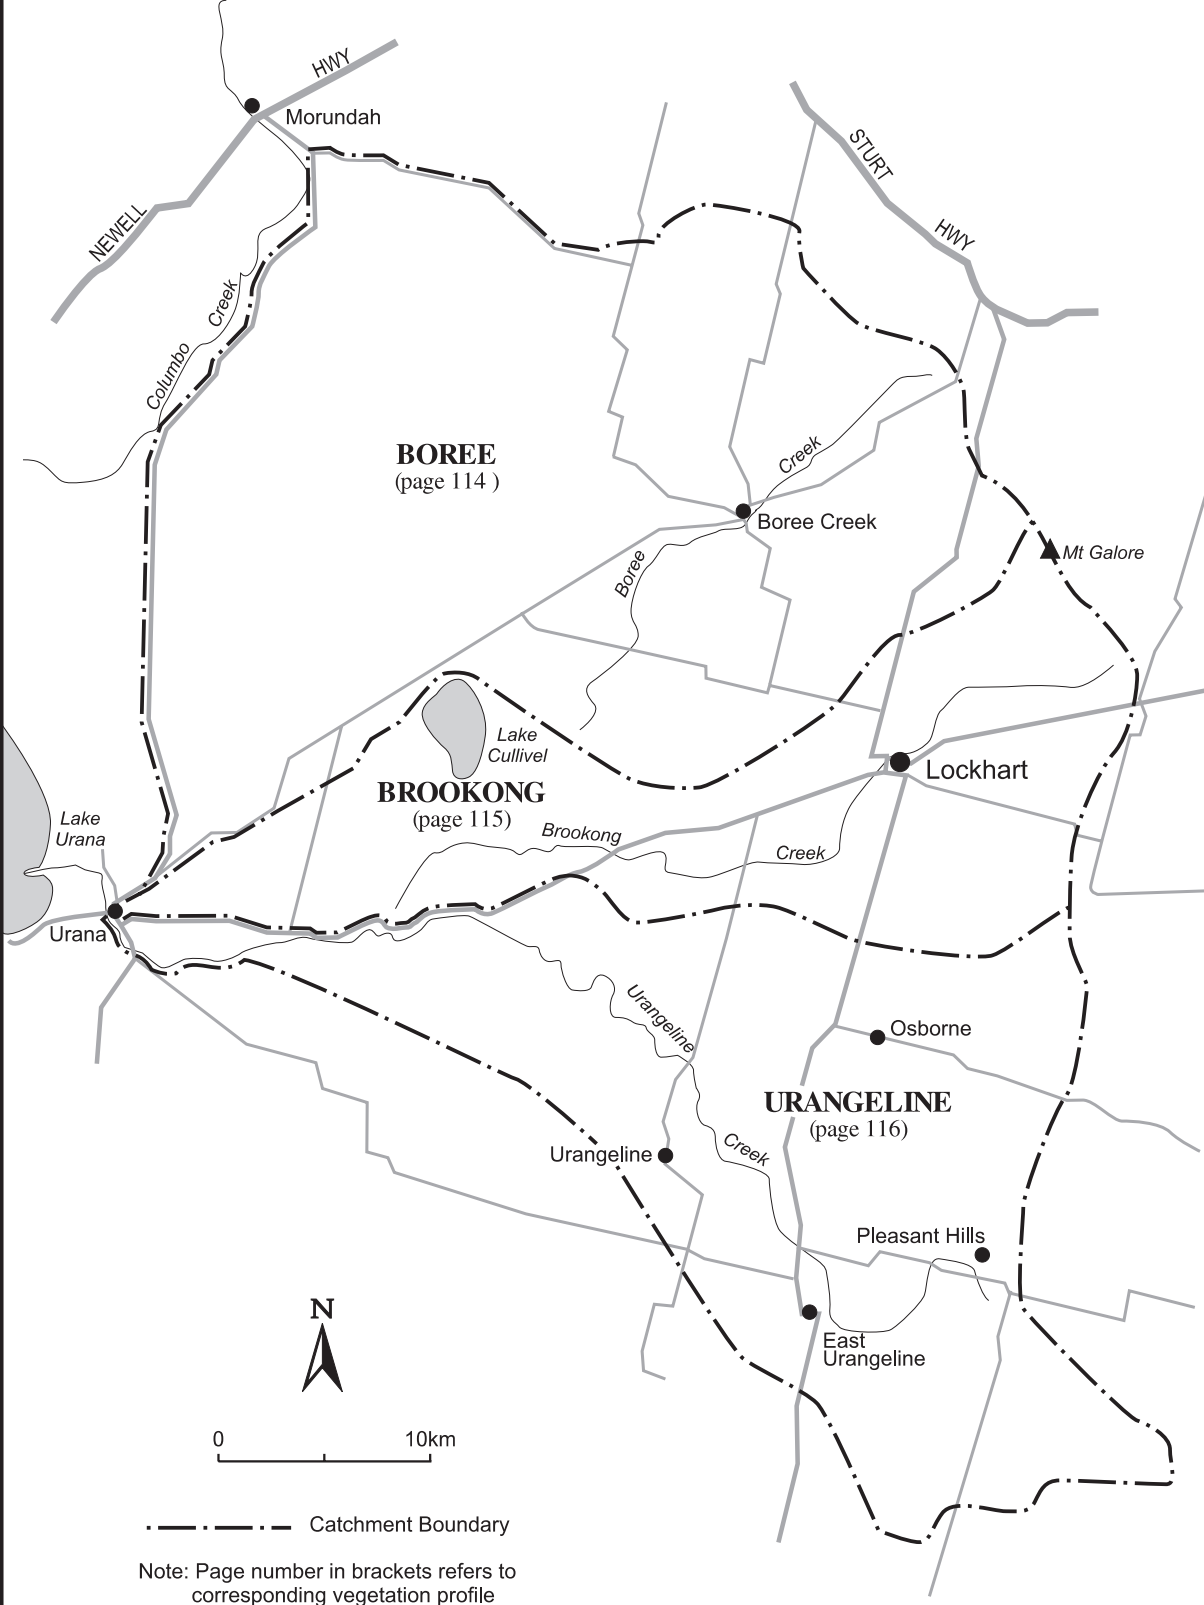 HWY
Morundah
NEWELL
STURT
HWY
Columbo
Creek
BOREE
(page 114 )
Creek
Boree Creek
Boree
Mt Galore
Lake
Cullivel
BROOKONG
(page 115)
Lockhart
Lake
Urana
Brookong
Creek
Urana
Urangeline
Osborne
URANGELINE
(page 116)
Creek
Urangeline
Pleasant Hills
N
East
Urangeline
0 10km
Catchment Boundary
Note: Page number in brackets refers to
corresponding vegetation profile